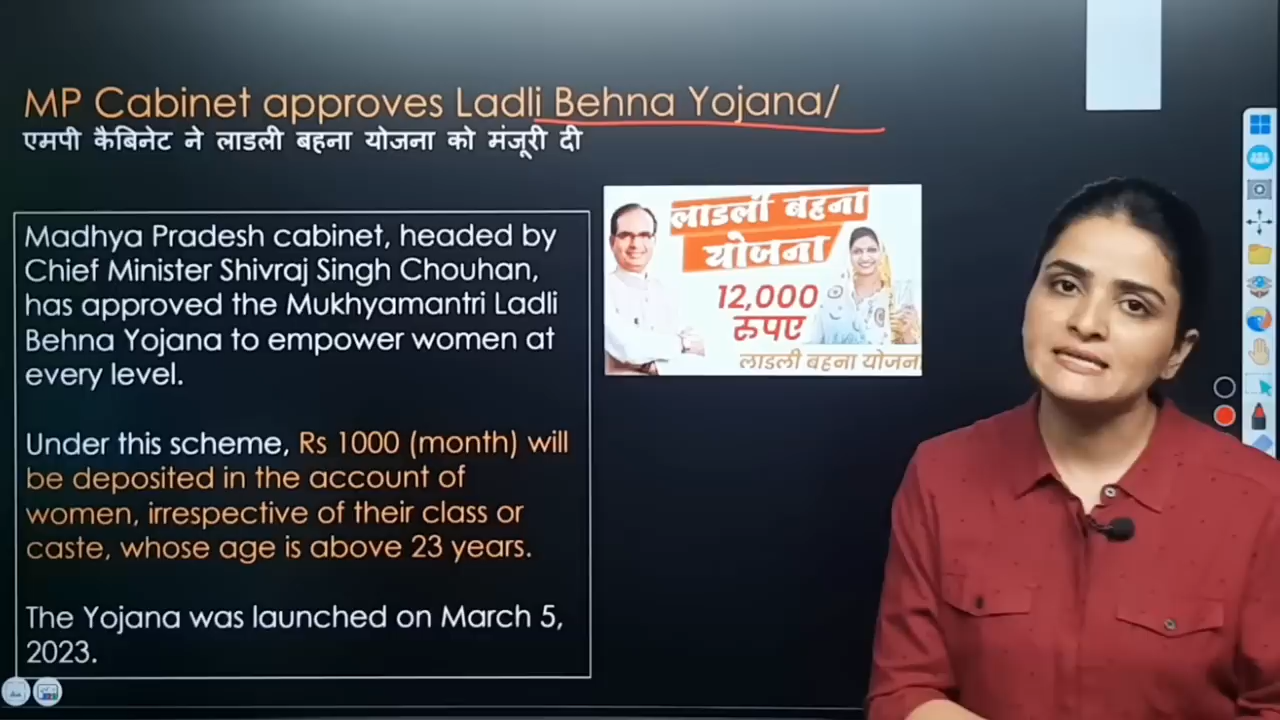 MP Cabinet approves Ladli Behna Yojana/
एमपी कैबिनेट ने लाडली बहना योजना को मंजूरी दी
Madhya Pradesh cabinet, headed by
Chief Minister Shivraj Singh Chouhan,
has approved the Mukhyamantri Ladli
Behna Yojana to empower women at
every level.
Under this scheme, Rs 1000 (month) will
be deposited in the account of
women, irrespective of their class or
caste, whose age is above 23 years.
The Yojana was launched on March 5,
2023.
लाडली बहना
योजना
12,000
रुपए
लाडली बहना योजना